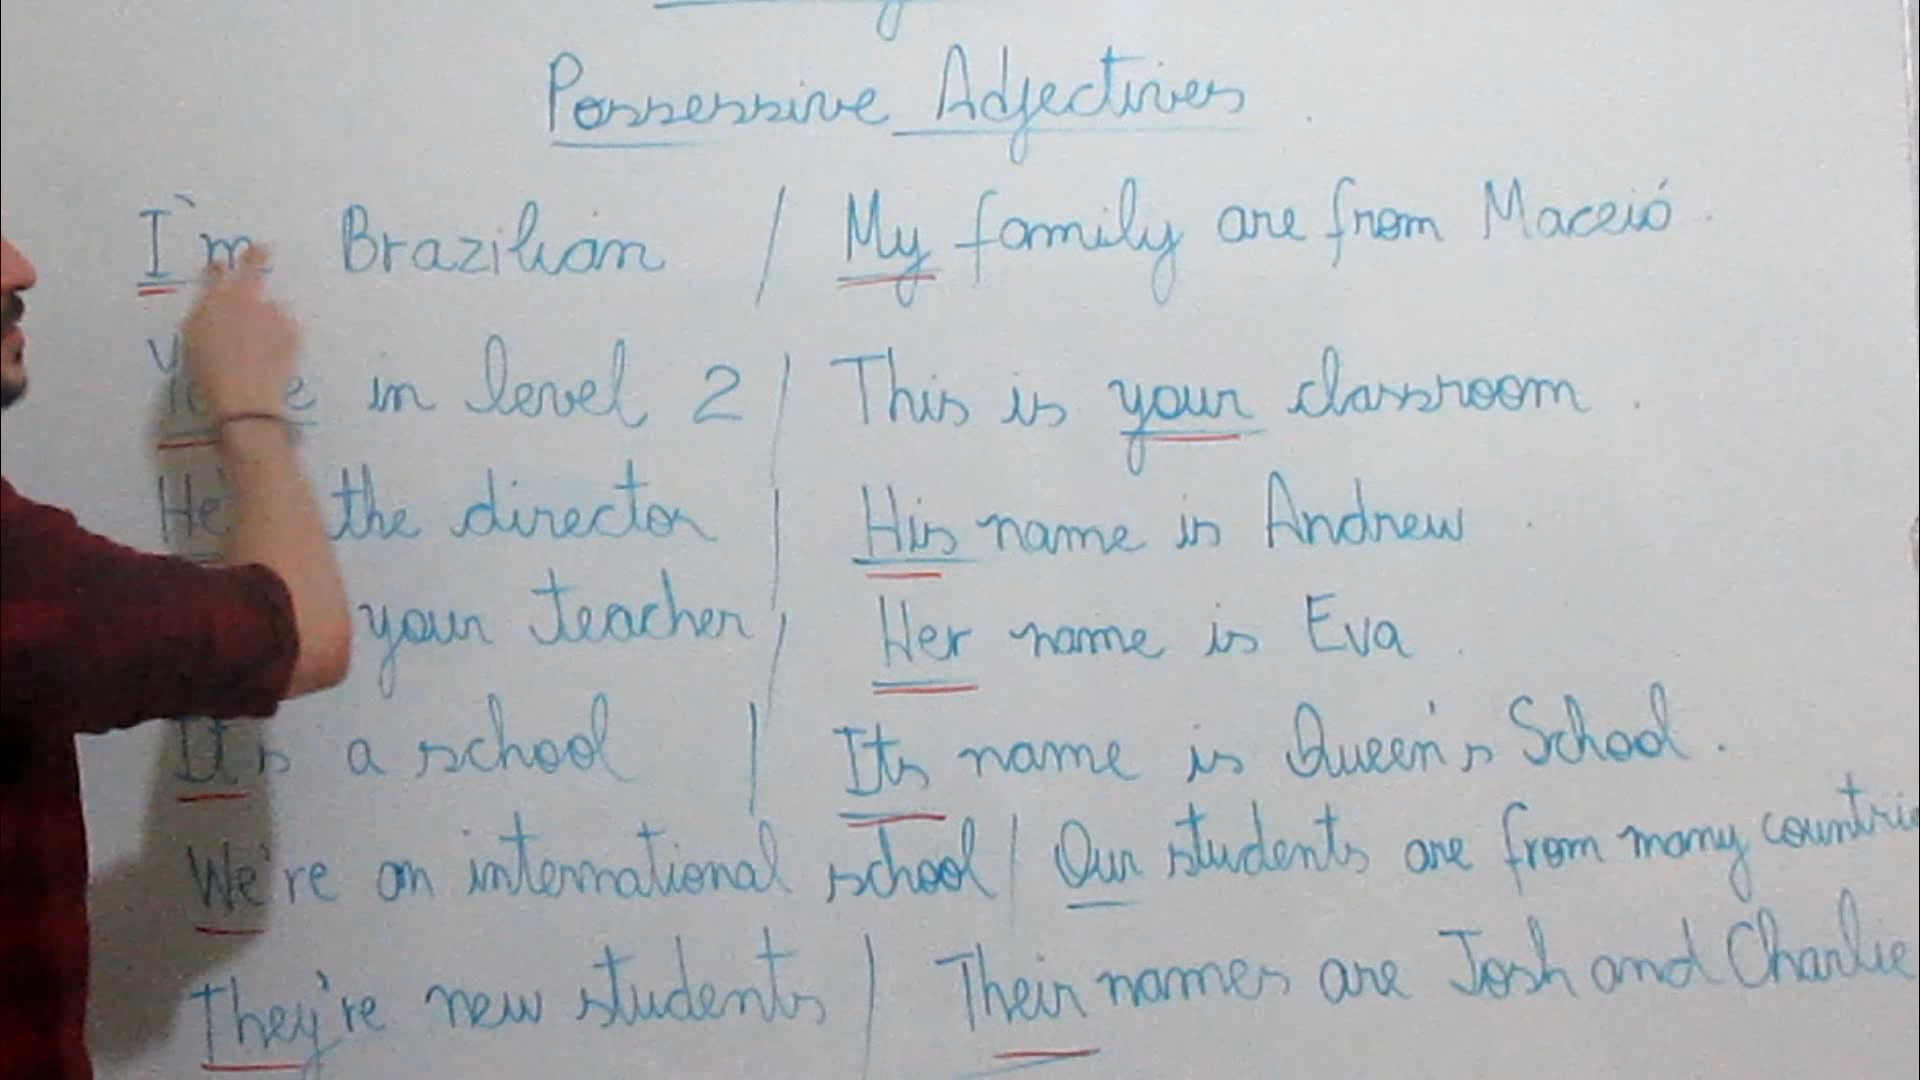 Possessive Adjectives
I'm Brazilian / My family are from Maceió
in level 2 / This is your classroom
the director / His name is Andrew
your teacher / Her name is Eva
It's a school / Its name is Queen's School.
We're an international school / Our students are from many
They're new students / Their names are Josh and Charlie